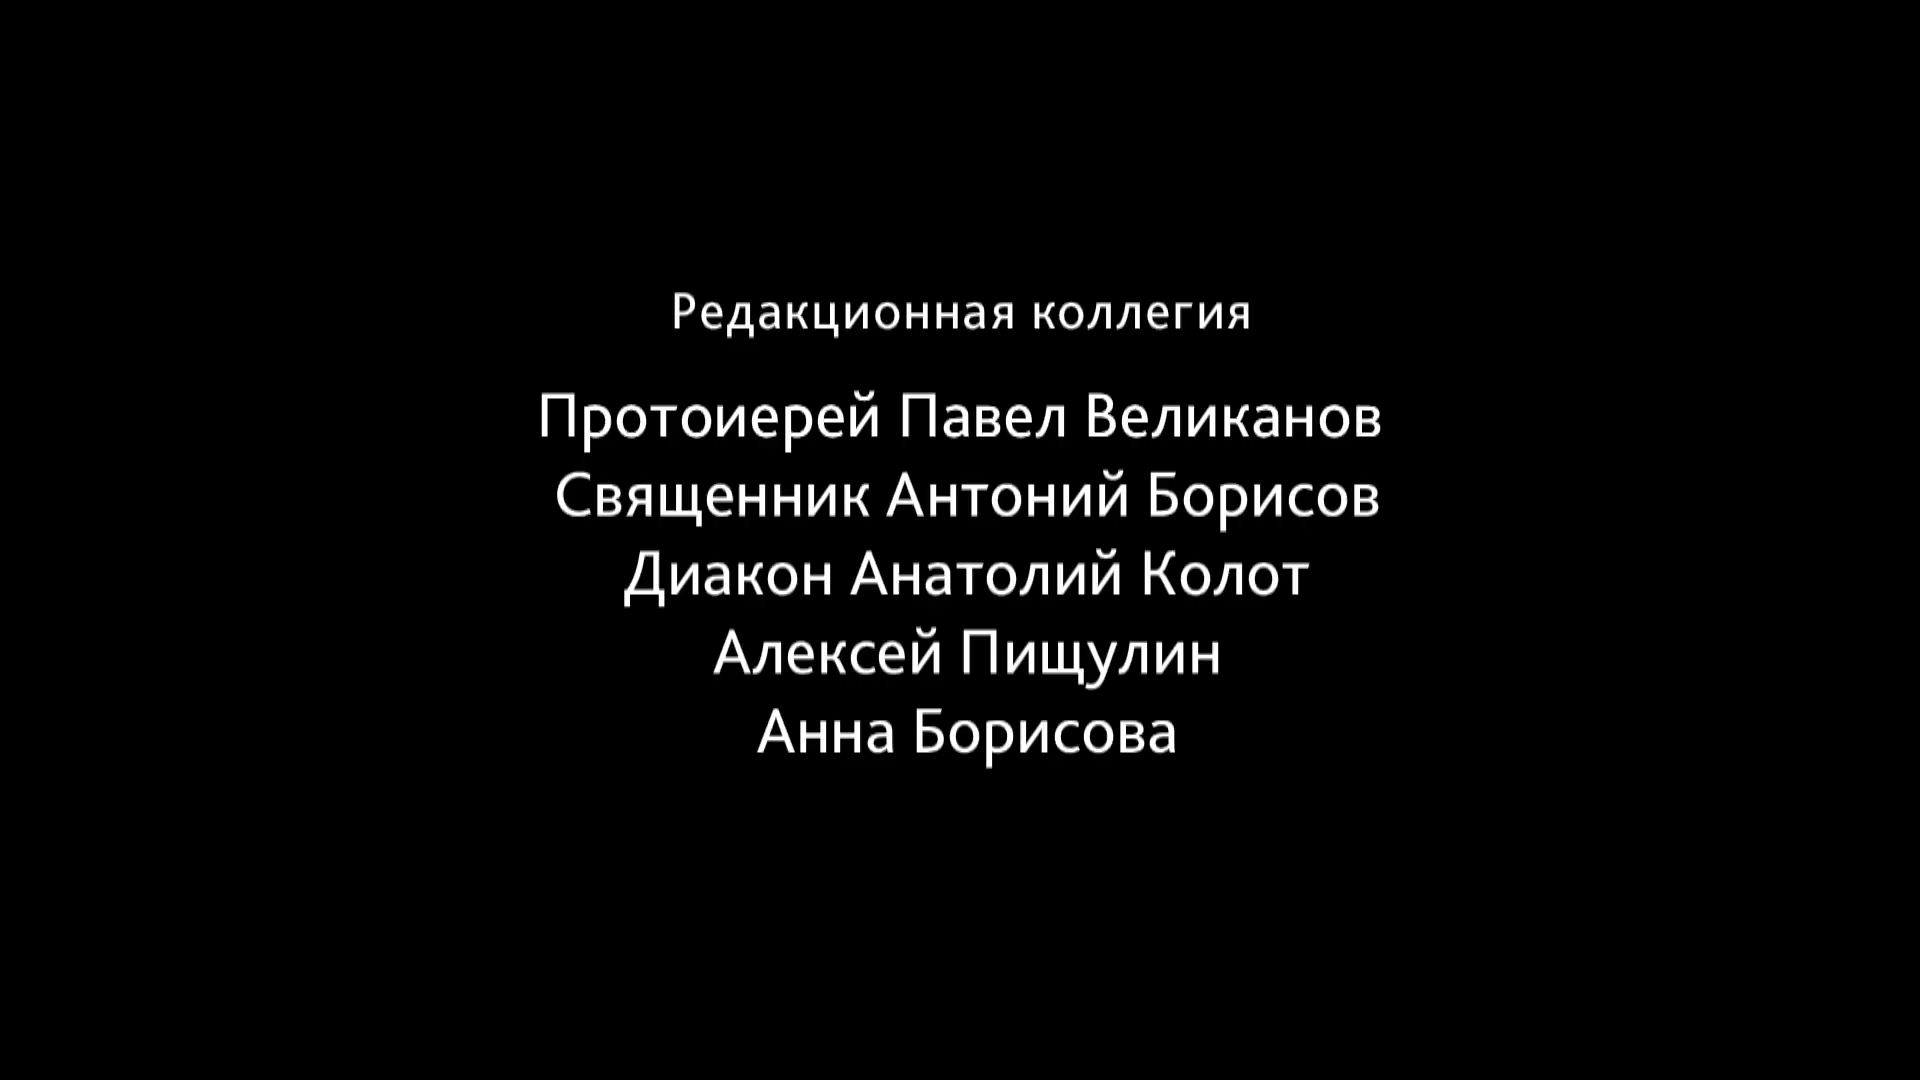 Редакционная коллегия
Протоиерей Павел Великанов
Священник Антоний Борисов
Диакон Анатолий Колот
Алексей Пищулин
Анна Борисова